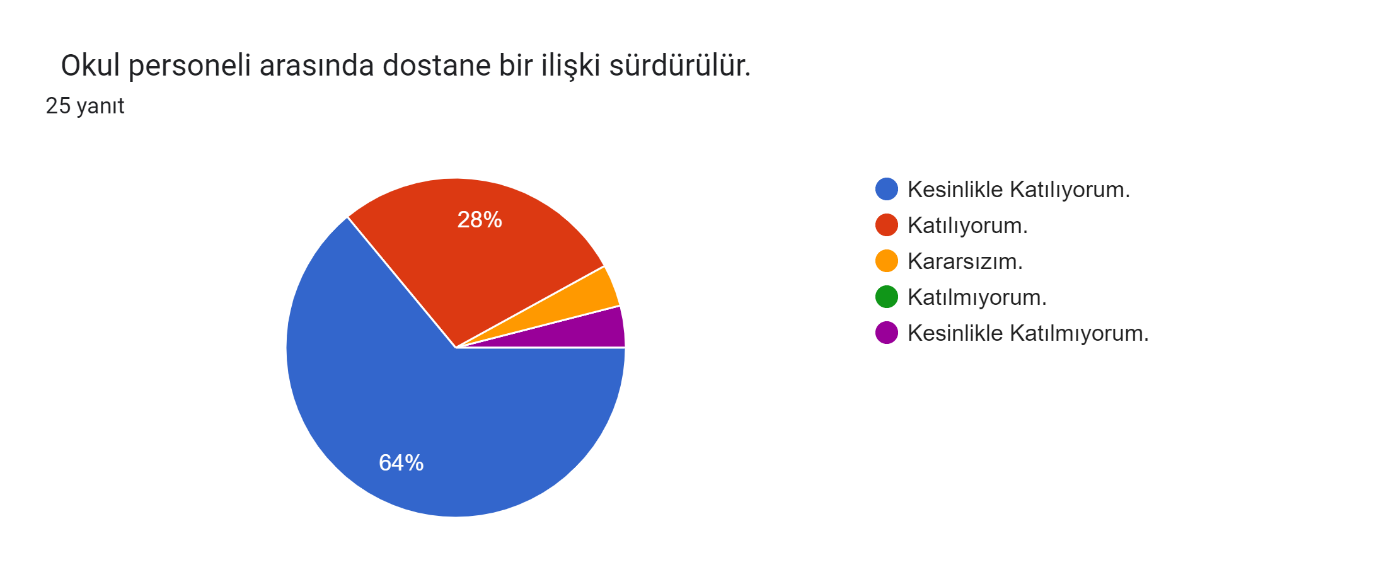 Okul personeli arasında dostane bir ilişki sürdürülür.
25 yanıt
28%
64%
Kesinlikle Katılıyorum.
Katılıyorum.
Kararsızım.
Katılmıyorum.
Kesinlikle Katılmıyorum.